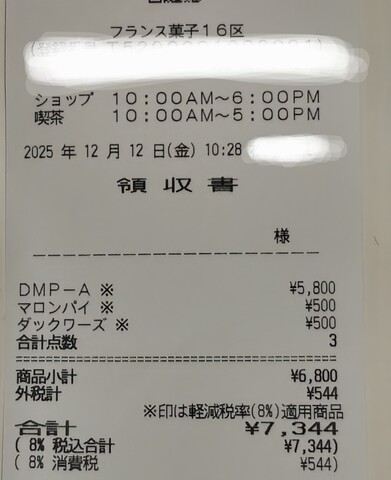 フランス菓子16区
ショップ 10:00AM～6:00PM
喫茶 10:00AM～5:00PM
2025 年 12 月 12 日(金) 10:28
領収書
様
DMP-A ※ ¥5,800
マロンパイ ※ ¥500
ダックワーズ ※ ¥500
合計点数 3
商品小計 ¥6,800
外税計 ¥544
※印は軽減税率(8%)適用商品
合計 ¥7,344
( 8% 税込合計 ¥7,344)
( 8% 消費税 ¥544)